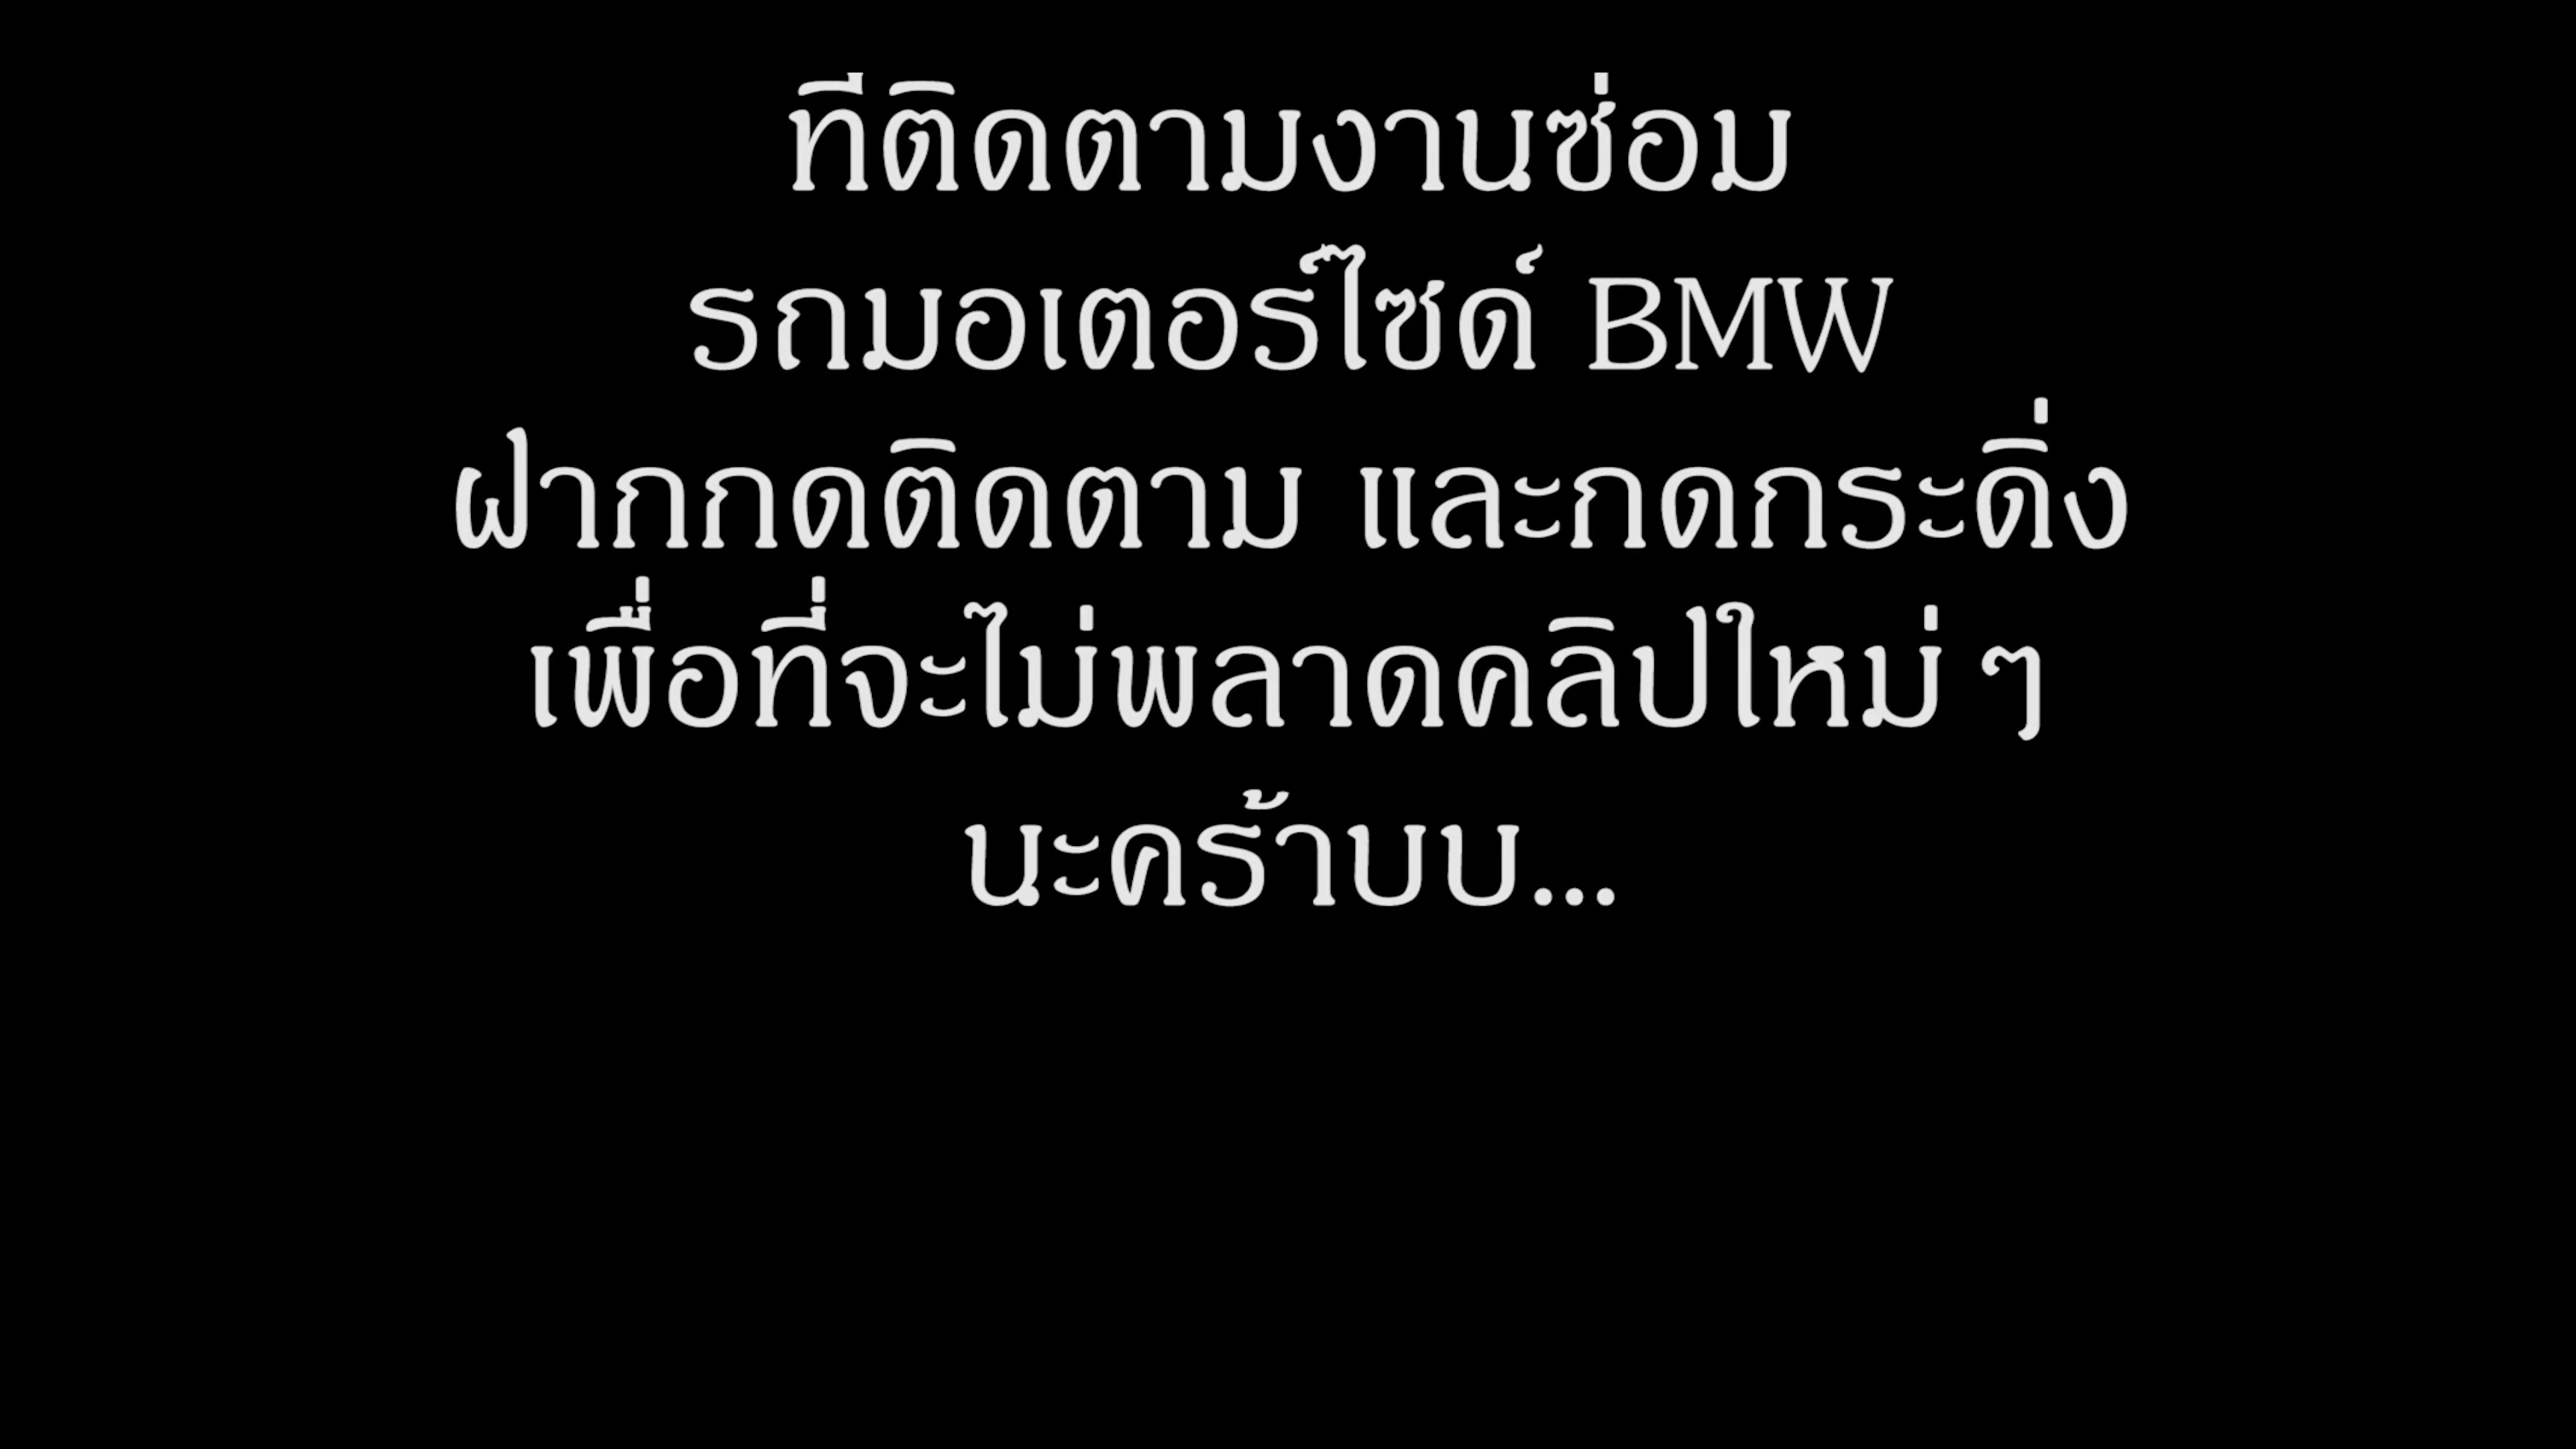 ที่ติดตามงานซ่อม
รถมอเตอร์ไซด์ BMW
ฝากกดติดตาม และกดกระดิ่ง
เพื่อที่จะไม่พลาดคลิปใหม่ ๆ
นะคร้าบบ...